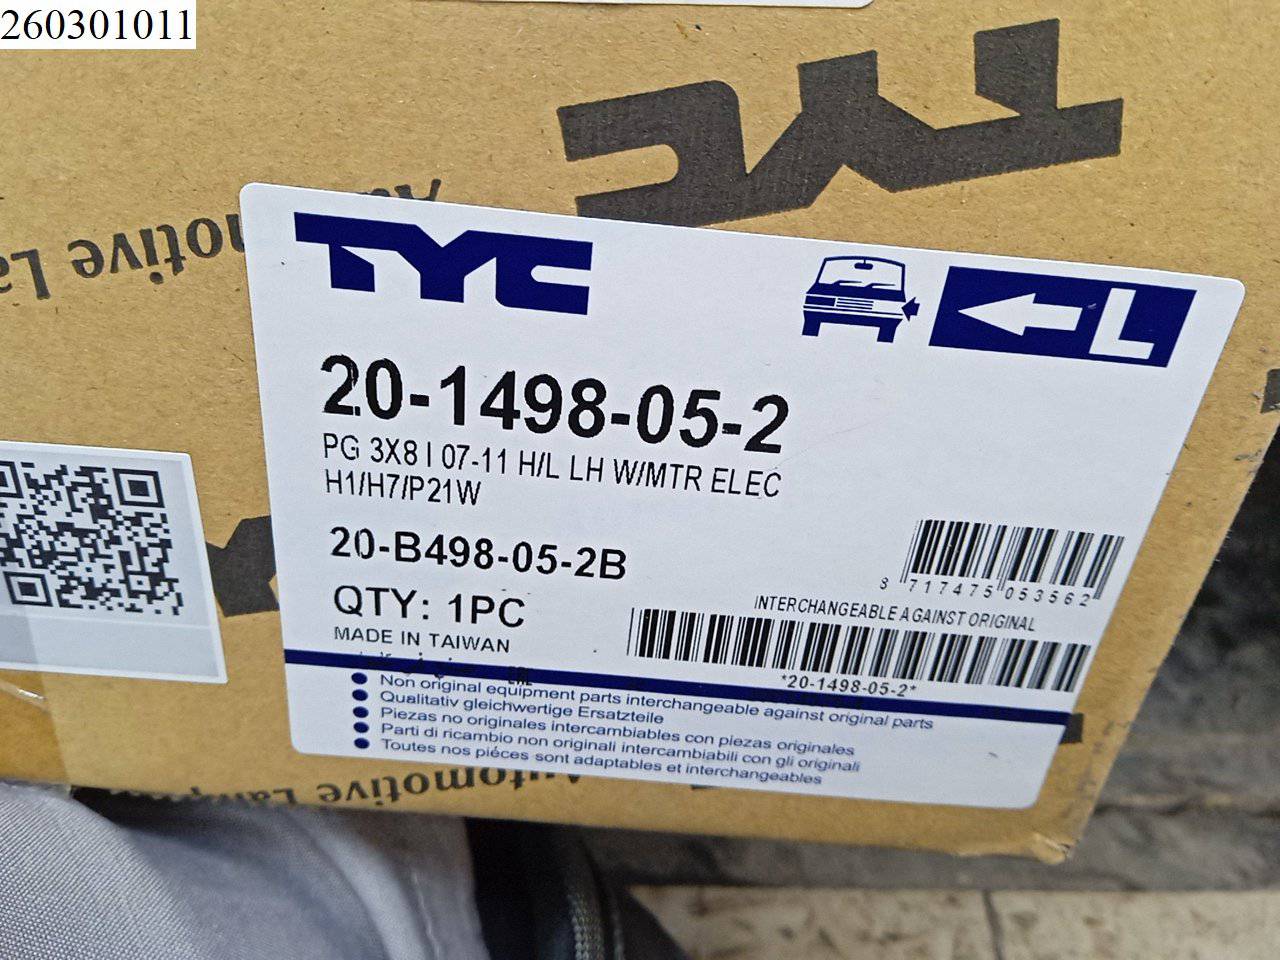 260301011
TYC
Automotive La
TYC
L
20-1498-05-2
PG 3X8 I 07-11 H/L LH W/MTR ELEC
H1/H7/P21W
20-B498-05-2B
QTY: 1PC
MADE IN TAIWAN
3 717475 053562
INTERCHANGEABLE AGAINST ORIGINAL
*20-1498-05-2*
Non original equipment parts interchangeable against original parts
Qualitativ gleichwertige Ersatzteile
Piezas no originales intercambiables con piezas originales
Parti di ricambio non originali intercambiabili con gli originali
Toutes nos piéces sont adaptables et interchangeables
Automotive Lamp